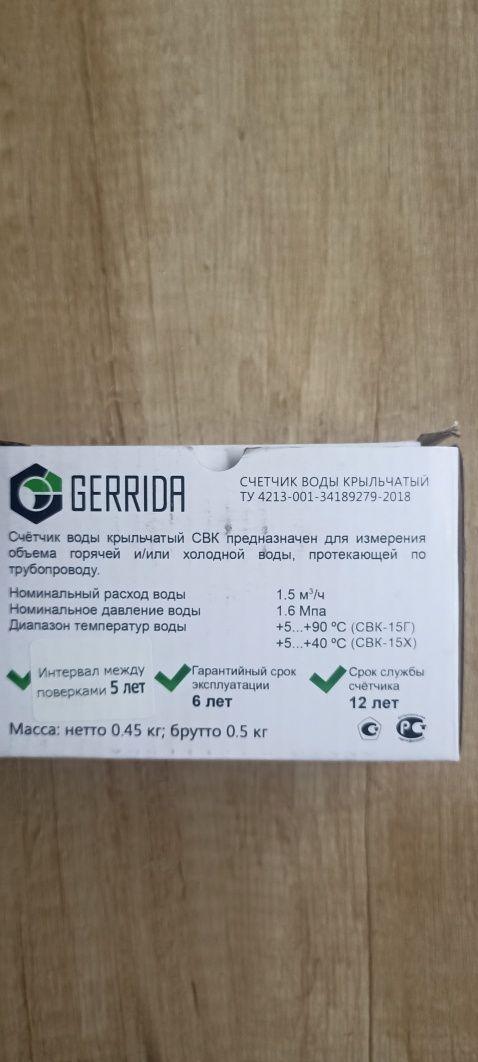 GERRIDA
СЧЕТЧИК ВОДЫ КРЫЛЬЧАТЫЙ
ТУ 4213-001-34189279-2018
Счётчик воды крыльчатый СВК предназначен для измерения
объема горячей и/или холодной воды, протекающей по
трубопроводу.
Номинальный расход воды 1.5 м³/ч
Номинальное давление воды 1.6 Мпа
Диапазон температур воды +5...+90 ºС (СВК-15Г)
+5...+40 ºС (СВК-15Х)
Интервал между
поверками 5 лет
Гарантийный срок
эксплуатации
6 лет
Срок службы
счётчика
12 лет
Масса: нетто 0.45 кг; брутто 0.5 кг
РС